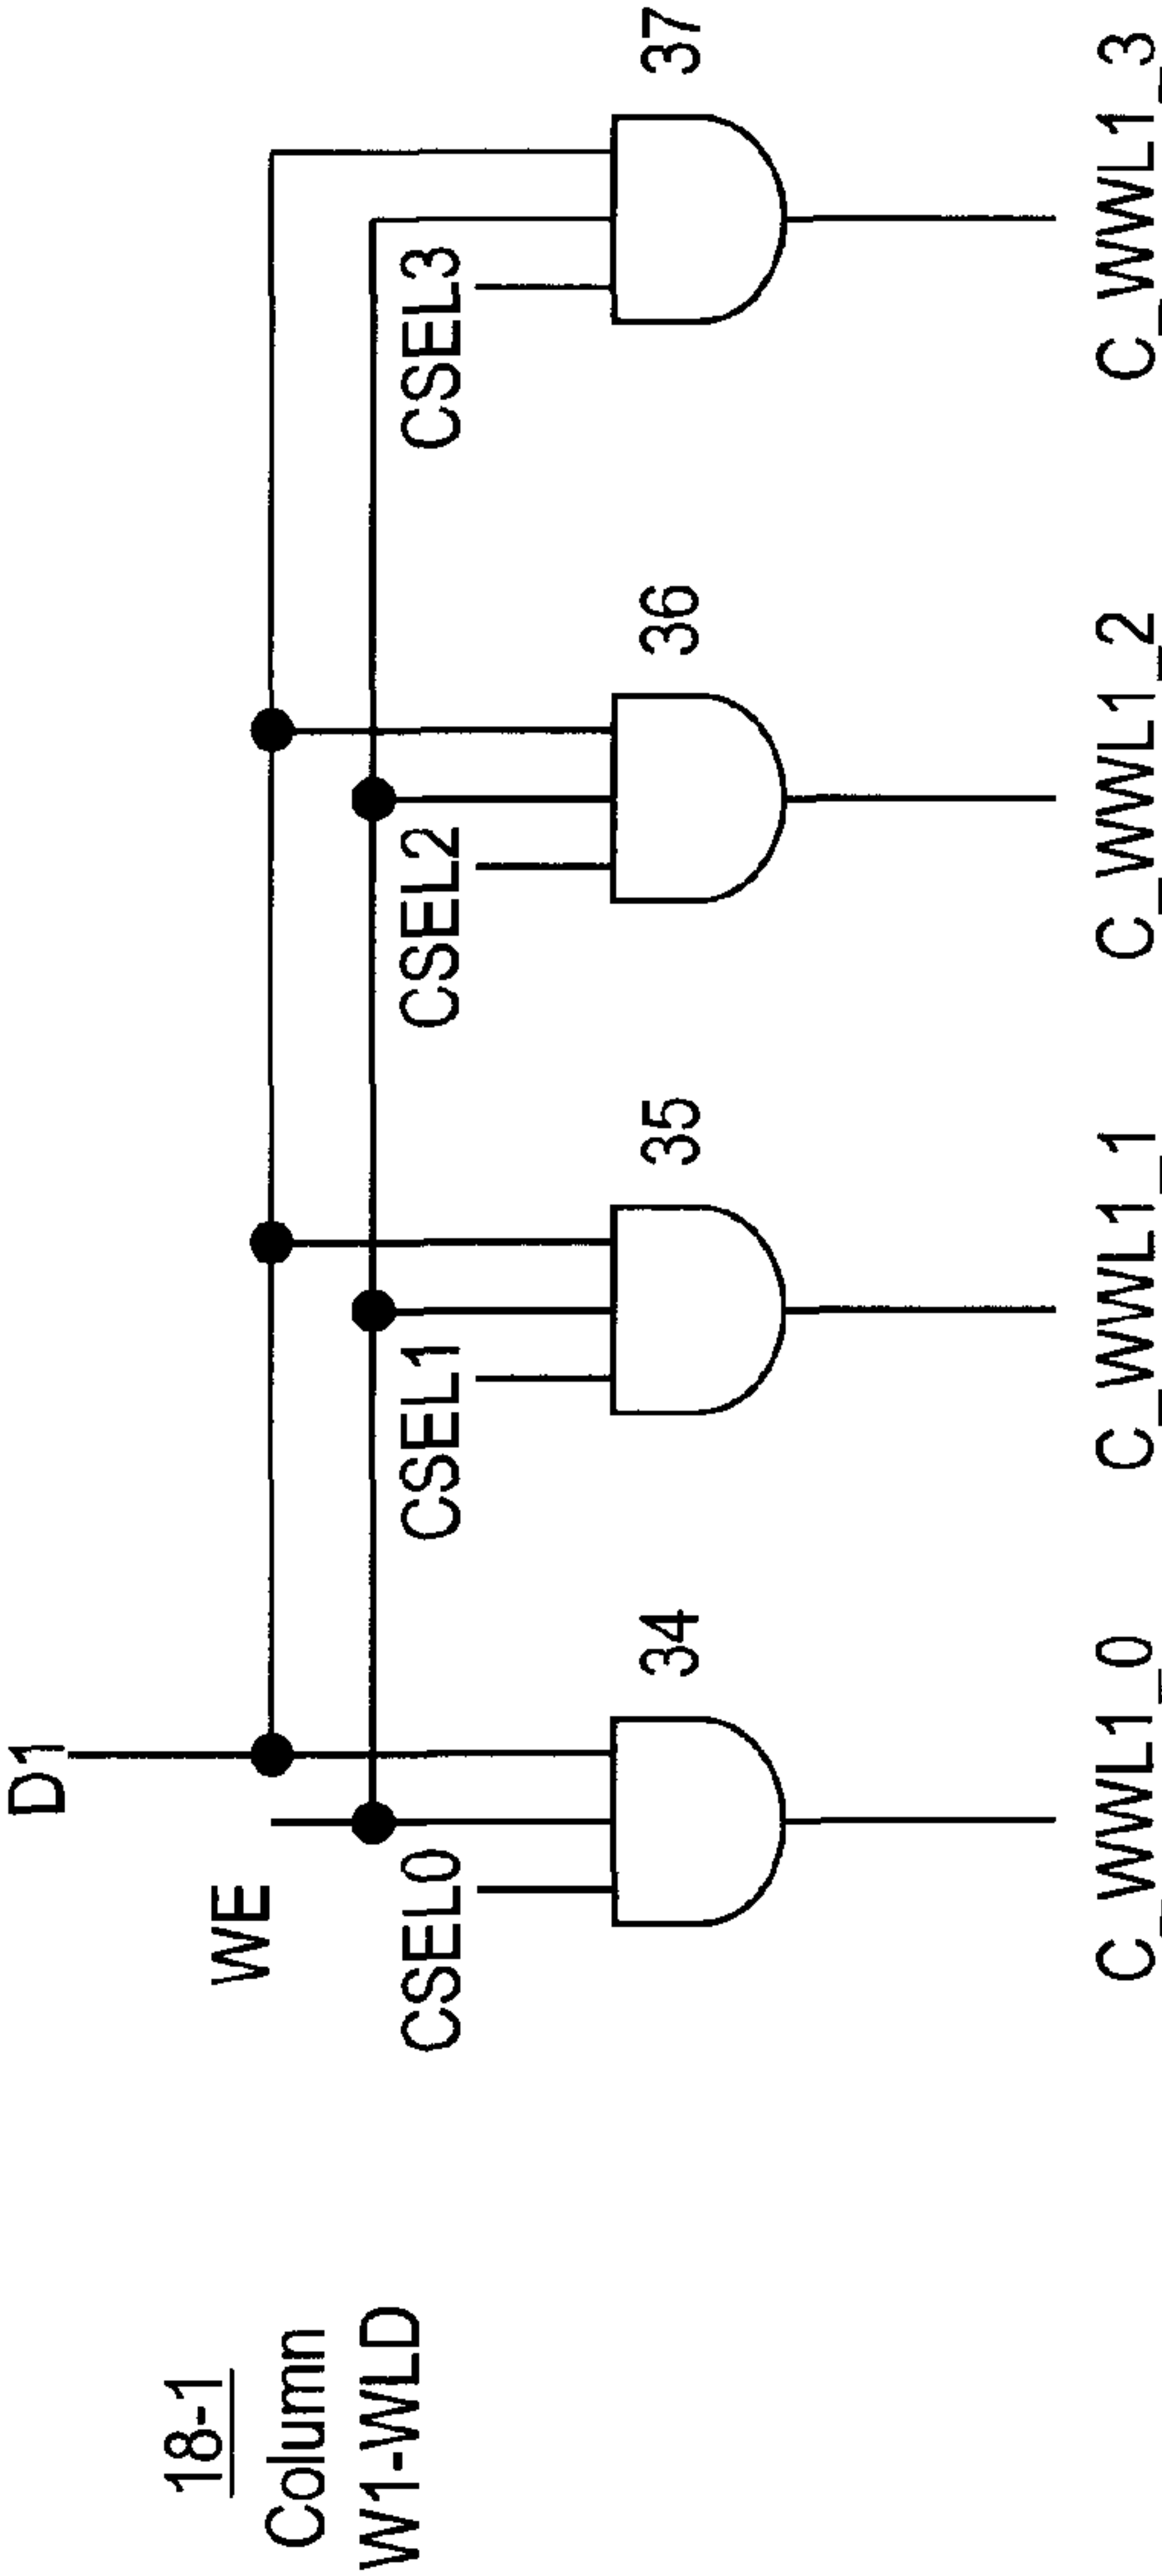 18-1
Column
W1-WLD
D1
WE
CSEL0
CSEL1
CSEL2
CSEL3
34
35
36
37
C_WWL1_0
C_WWL1_1
C_WWL1_2
C_WWL1_3